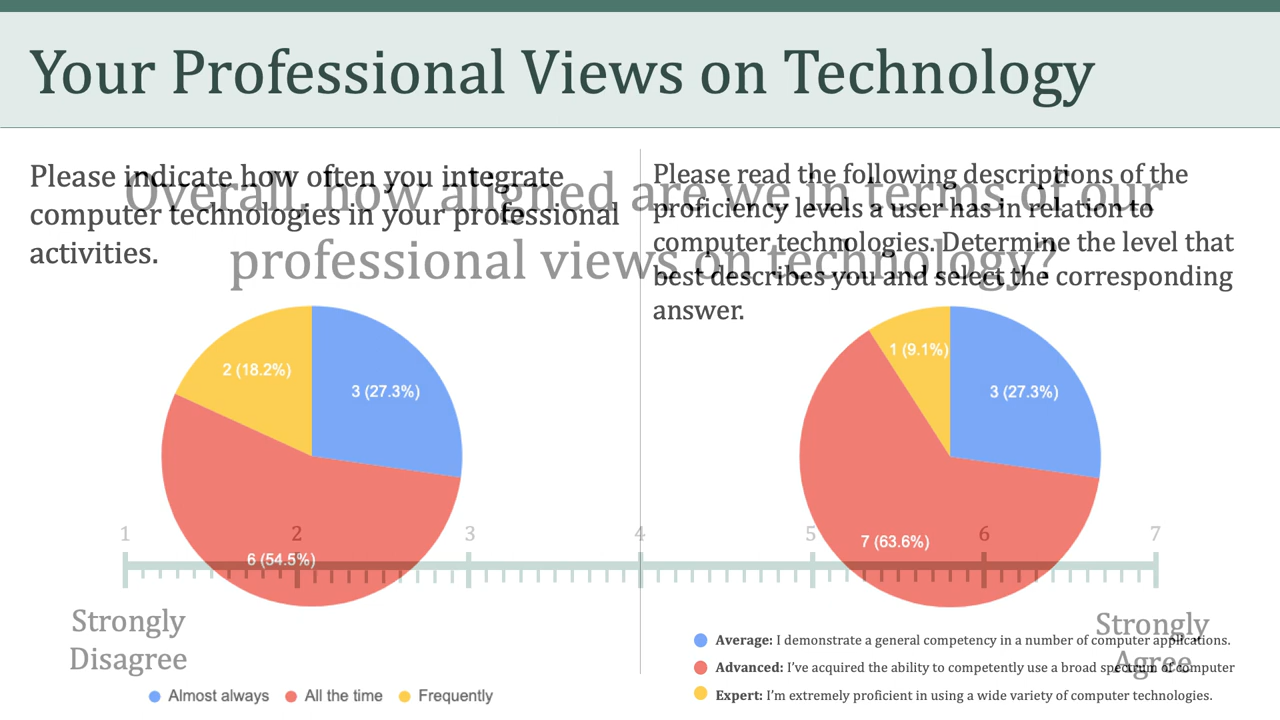 Your Professional Views on Technology
Please indicate how often you integrate
computer technologies in your professional
activities.
Please read the following descriptions of the
proficiency levels a user has in relation to
computer technologies. Determine the level that
best describes you and select the corresponding
answer.
Overall, how aligned are we in terms of our
professional views on technology?
2 (18.2%)
3 (27.3%)
6 (54.5%)
1 (9.1%)
3 (27.3%)
7 (63.6%)
1 2 3 4 5 6 7
Strongly
Disagree
Strongly
Agree
Almost always All the time Frequently
Average: I demonstrate a general competency in a number of computer applications.
Advanced: I’ve acquired the ability to competently use a broad spectrum of computer
Expert: I’m extremely proficient in using a wide variety of computer technologies.